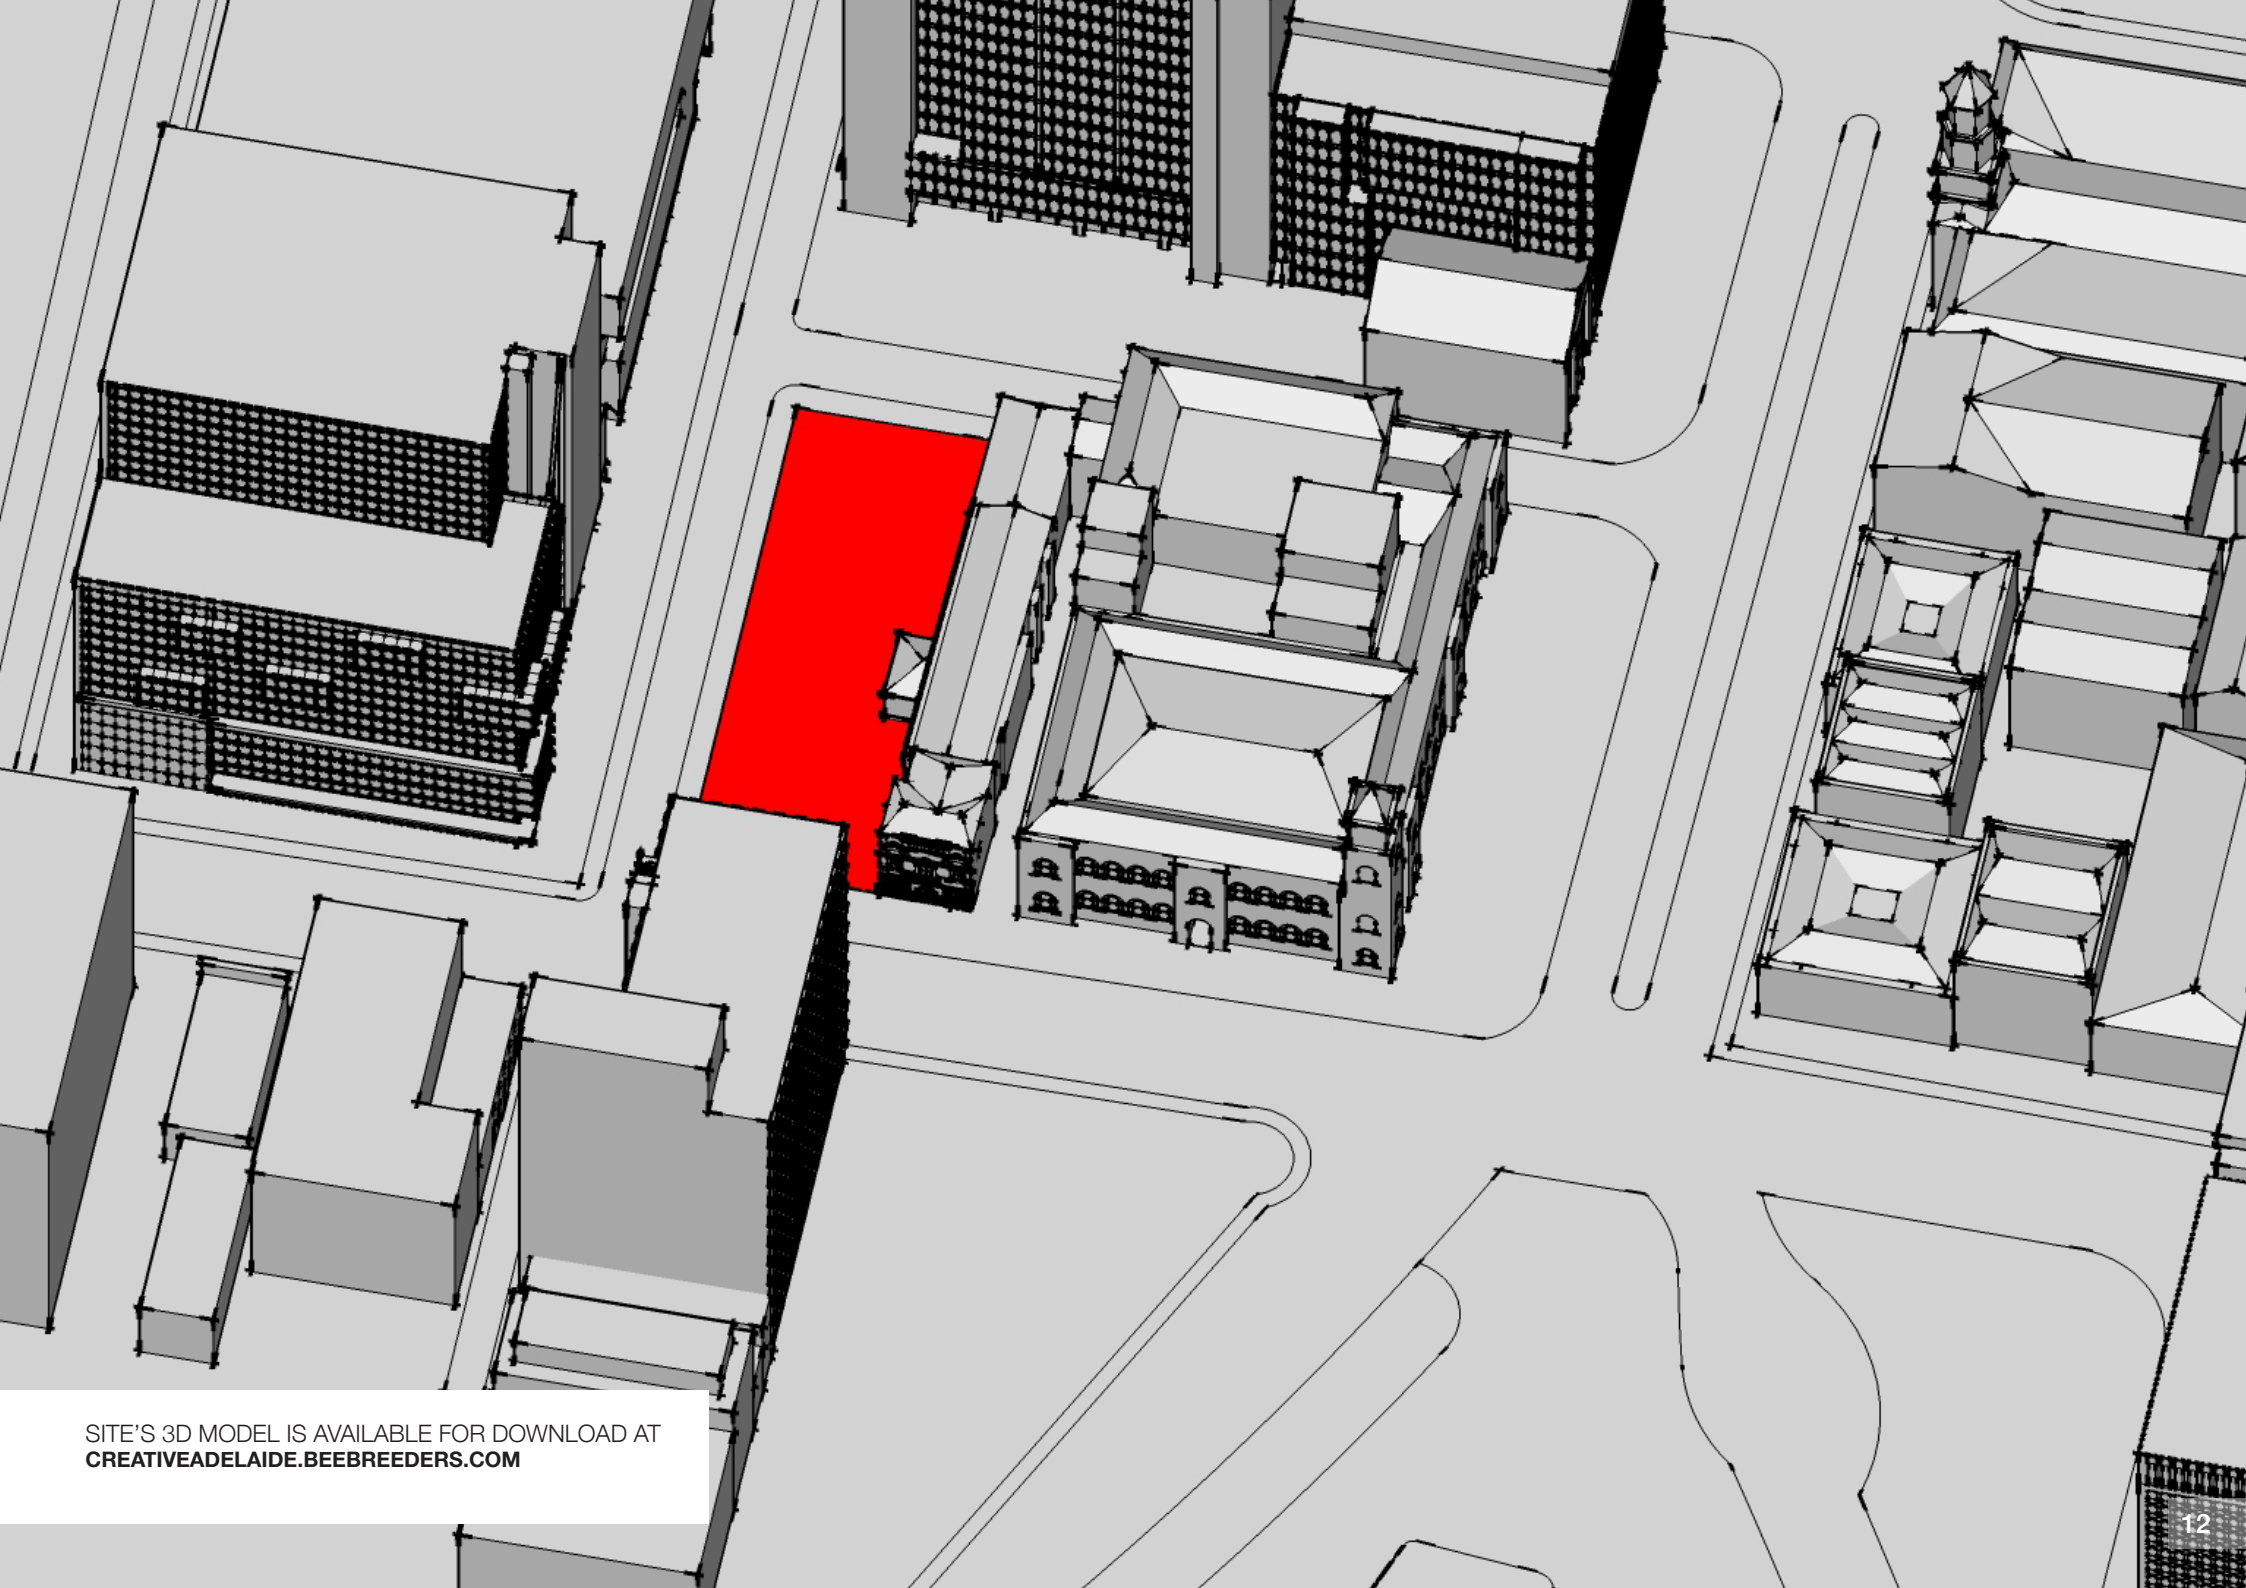 SITE'S 3D MODEL IS AVAILABLE FOR DOWNLOAD AT
CREATIVEADELAIDE.BEEBREEDERS.COM
12